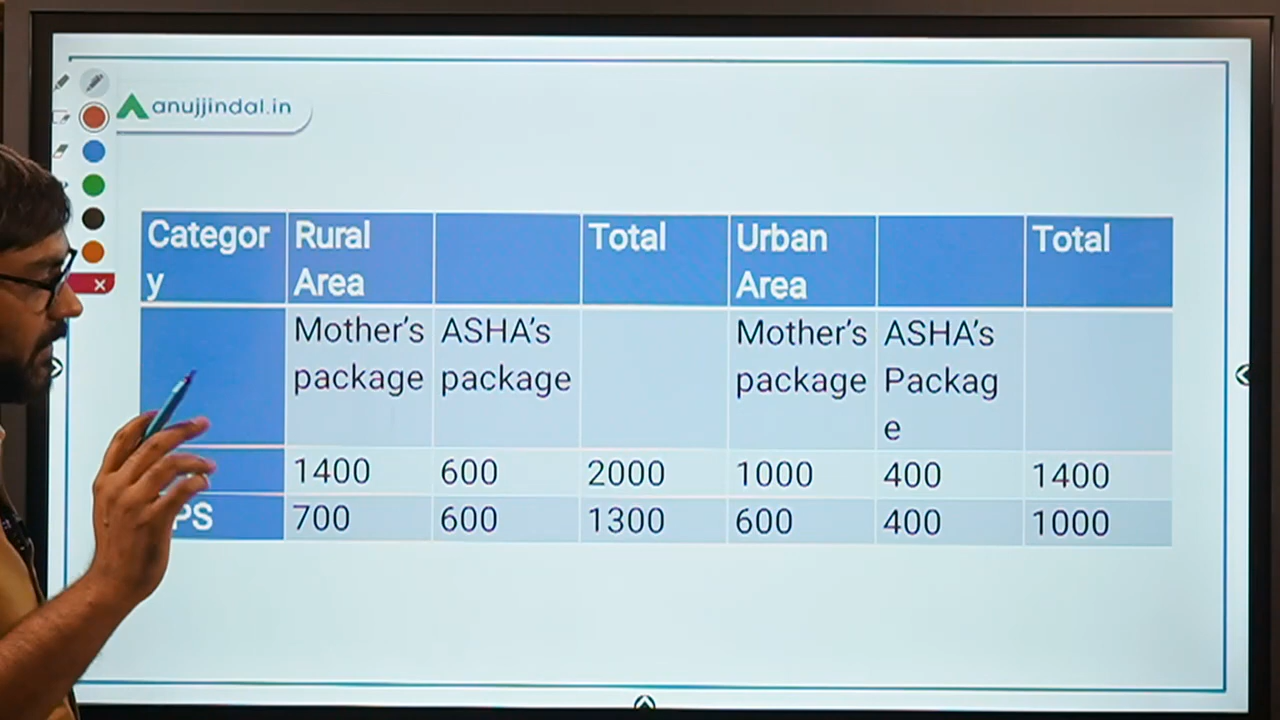 anujjindal.in
Categor
y
Rural
Area
Total
Urban
Area
Total
Mother's
package
ASHA's
package
Mother's
package
ASHA's
Packag
e
1400 600 2000 1000 400 1400
PS 700 600 1300 600 400 1000